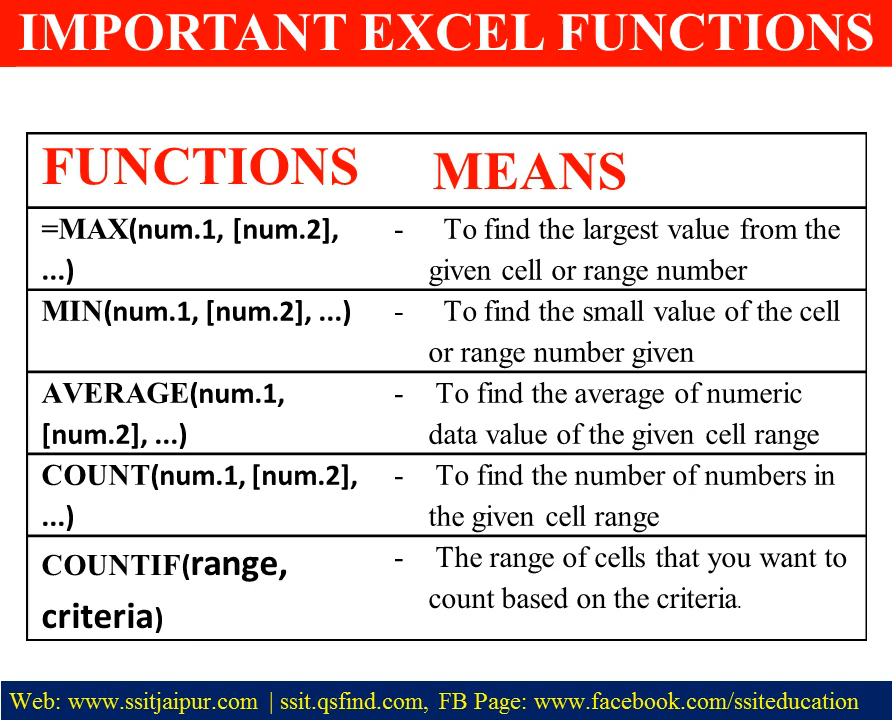 IMPORTANT EXCEL FUNCTIONS
FUNCTIONS MEANS
=MAX(num.1, [num.2], - To find the largest value from the
...) given cell or range number
MIN(num.1, [num.2], ...) - To find the small value of the cell
or range number given
AVERAGE(num.1, - To find the average of numeric
[num.2], ...) data value of the given cell range
COUNT(num.1, [num.2], - To find the number of numbers in
...) the given cell range
COUNTIF(range, - The range of cells that you want to
criteria) count based on the criteria.
Web: www.ssitjaipur.com | ssit.qsfind.com, FB Page: www.facebook.com/ssiteducation